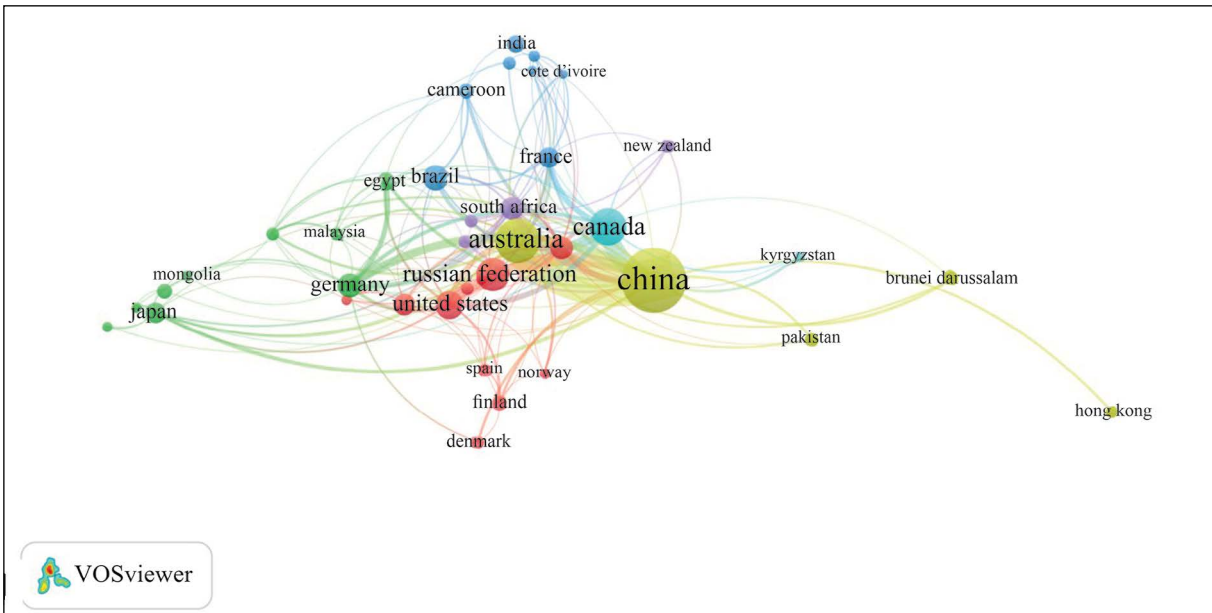 india
cote d'ivoire
cameroon
new zealand
france
egypt
brazil
south africa
canada
malaysia
australia
kyrgyzstan
mongolia
russian federation
china
brunei darussalam
germany
united states
japan
pakistan
spain
norway
finland
hong kong
denmark
VOSviewer